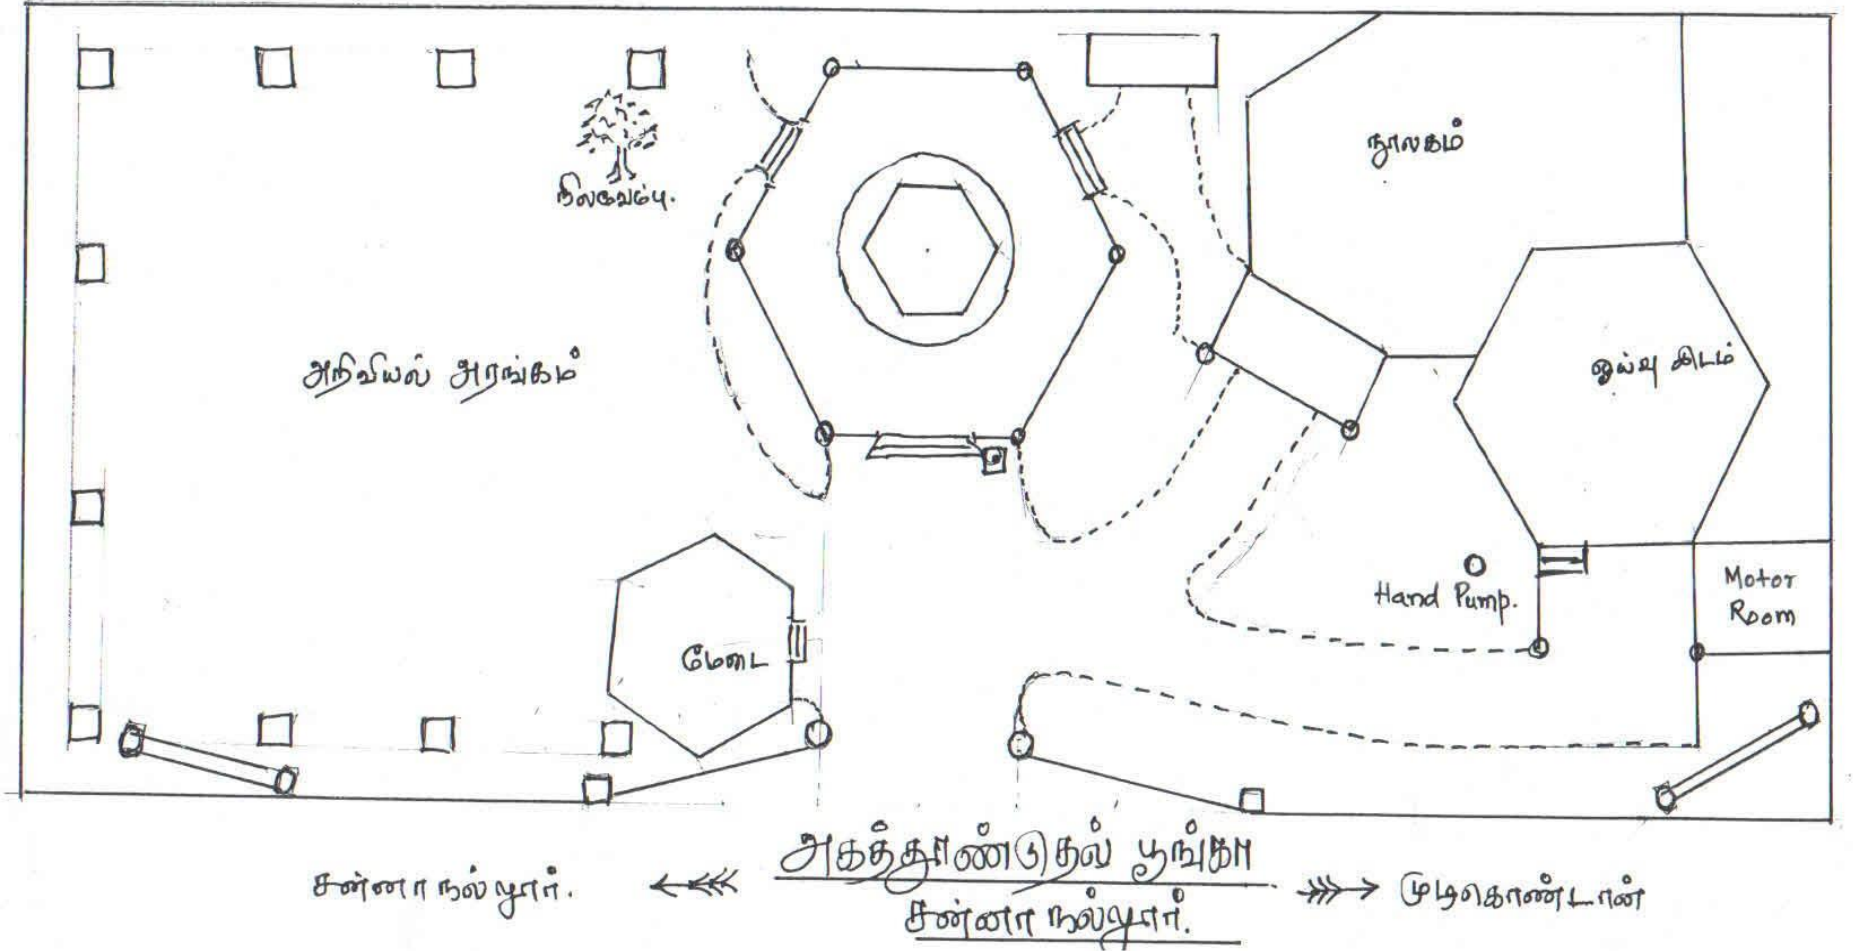 நூலகம்
நிலவேம்பு.
அறிவியல் அரங்கம்
ஓய்வு இடம்
Hand Pump.
Motor
Room
மேடை
அகத்தூண்டுதல் பூங்கா
சன்னாநல்லூர்.
முடிகொண்டான்
சன்னாநல்லூர்.